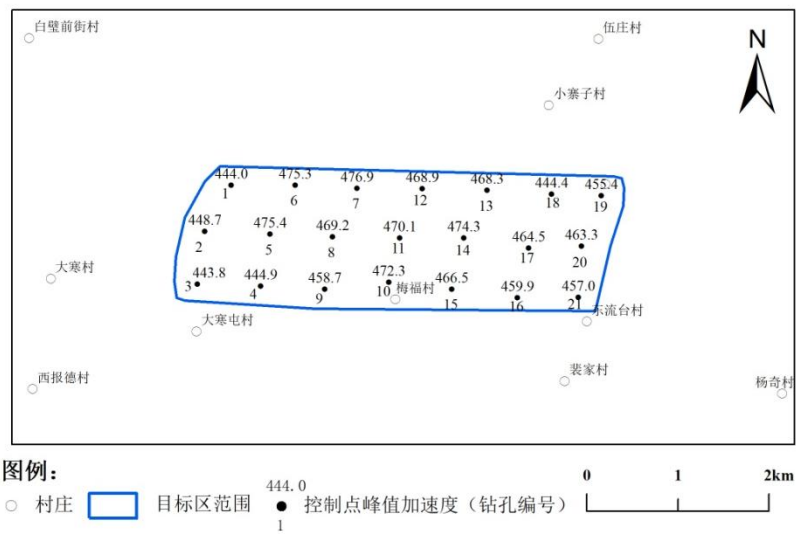 白璧前街村
伍庄村
N
小寨子村
444.0 475.3 476.9 468.9 468.3 444.4 455.4
1 6 7 12 13 18 19
448.7 475.4 469.2 470.1 474.3 464.5 463.3
2 5 8 11 14 17 20
大寒村
443.8 444.9 458.7 472.3 466.5 459.9 457.0
3 4 9 10 15 16 21
梅福村
东流台村
大寒屯村
裴家村
西报德村
杨奇村
图例：
村庄
目标区范围
444.0
1
控制点峰值加速度（钻孔编号）
0 1 2km